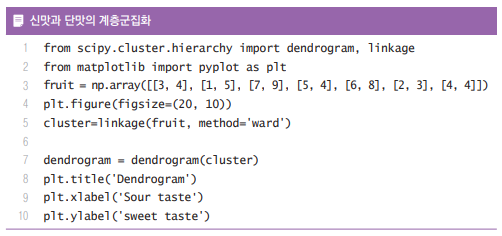 신맛과 단맛의 계층군집화
1 from scipy.cluster.hierarchy import dendrogram, linkage
2 from matplotlib import pyplot as plt
3 fruit = np.array([[3, 4], [1, 5], [7, 9], [5, 4], [6, 8], [2, 3], [4, 4]])
4 plt.figure(figsize=(20, 10))
5 cluster=linkage(fruit, method='ward')
6
7 dendrogram = dendrogram(cluster)
8 plt.title('Dendrogram')
9 plt.xlabel('Sour taste')
10 plt.ylabel('sweet taste')